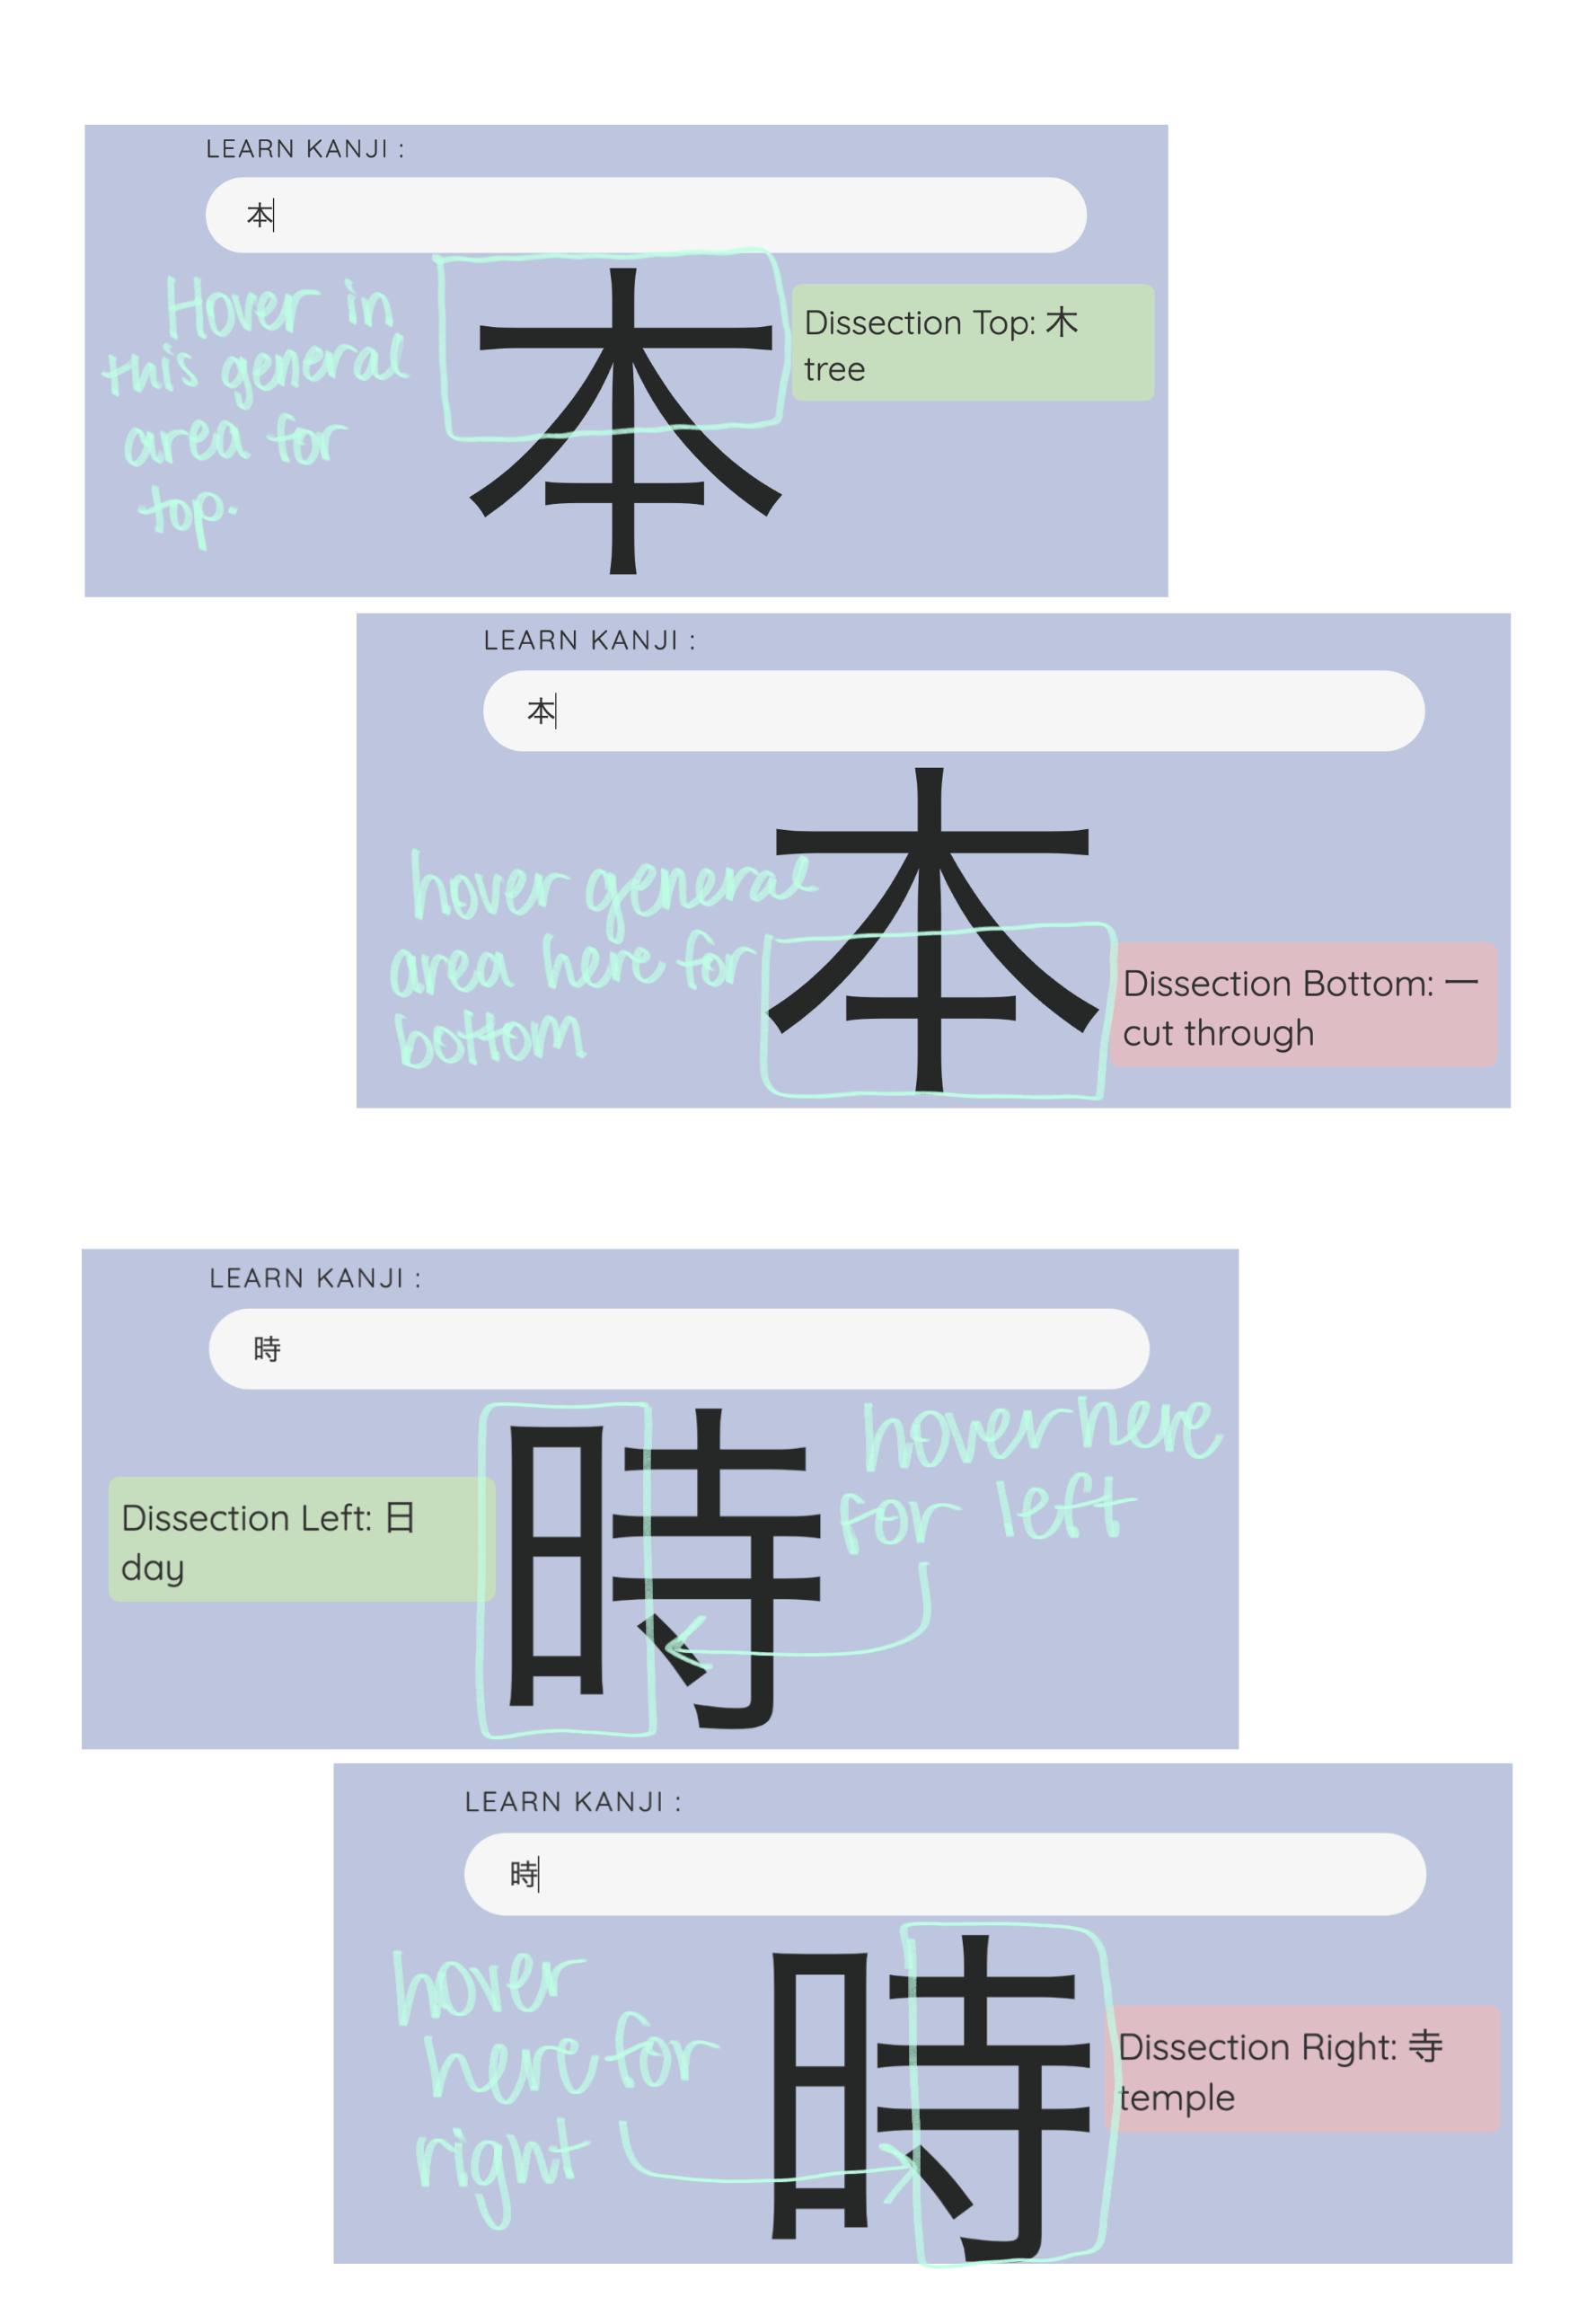 LEARN KANJI :
本
Hover in
this general
area for
top.
本
Dissection Top: 木
tree
LEARN KANJI :
本
hover general
area here for
bottom
本
Dissection Bottom: 一
cut through
LEARN KANJI :
時
Dissection Left: 日
day
時
hover here
for left
LEARN KANJI :
時
hover
here for
right
時
Dissection Right: 寺
temple